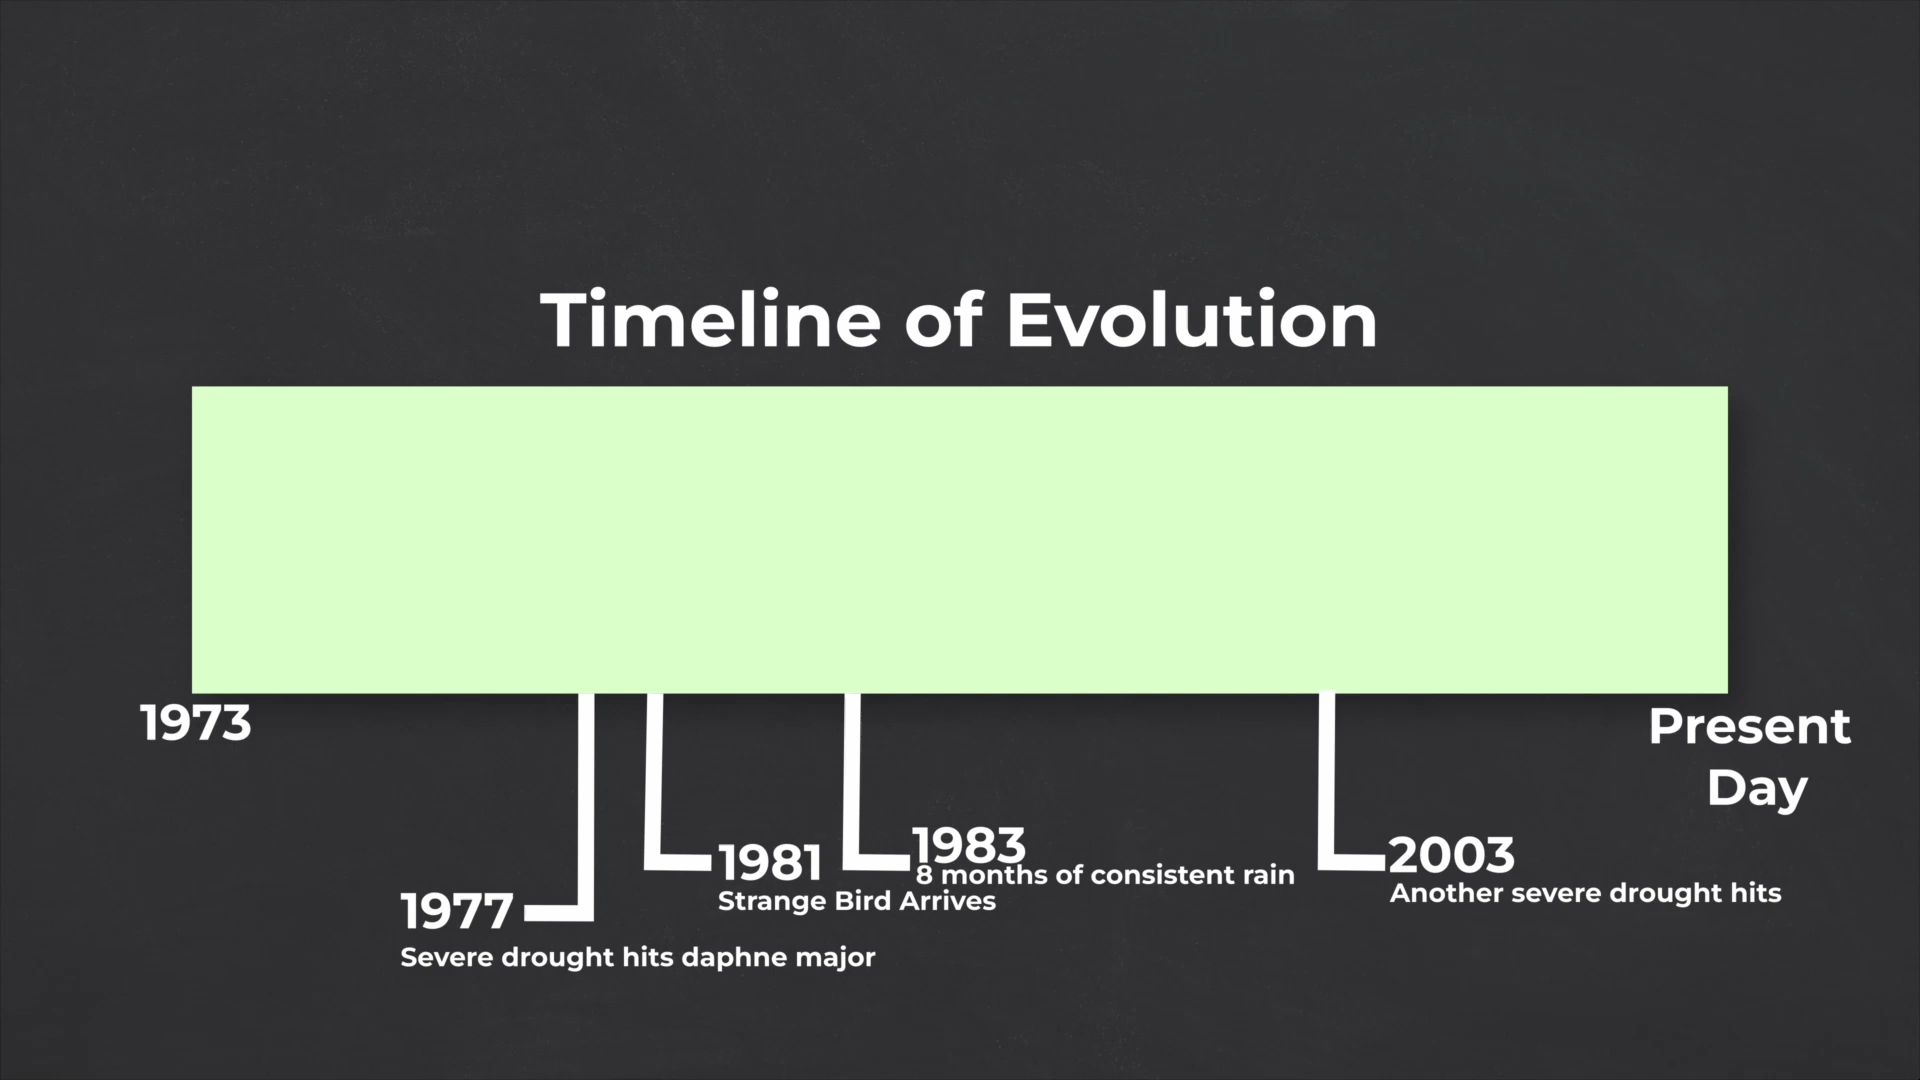 Timeline of Evolution
1973
Present
Day
1977
Severe drought hits daphne major
1981
Strange Bird Arrives
1983
8 months of consistent rain
2003
Another severe drought hits